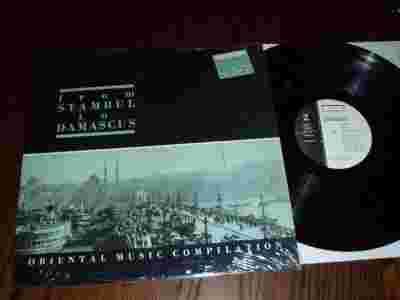 from
STAMBUL
to
DAMASCUS
ORIENTAL MUSIC COMPILATION